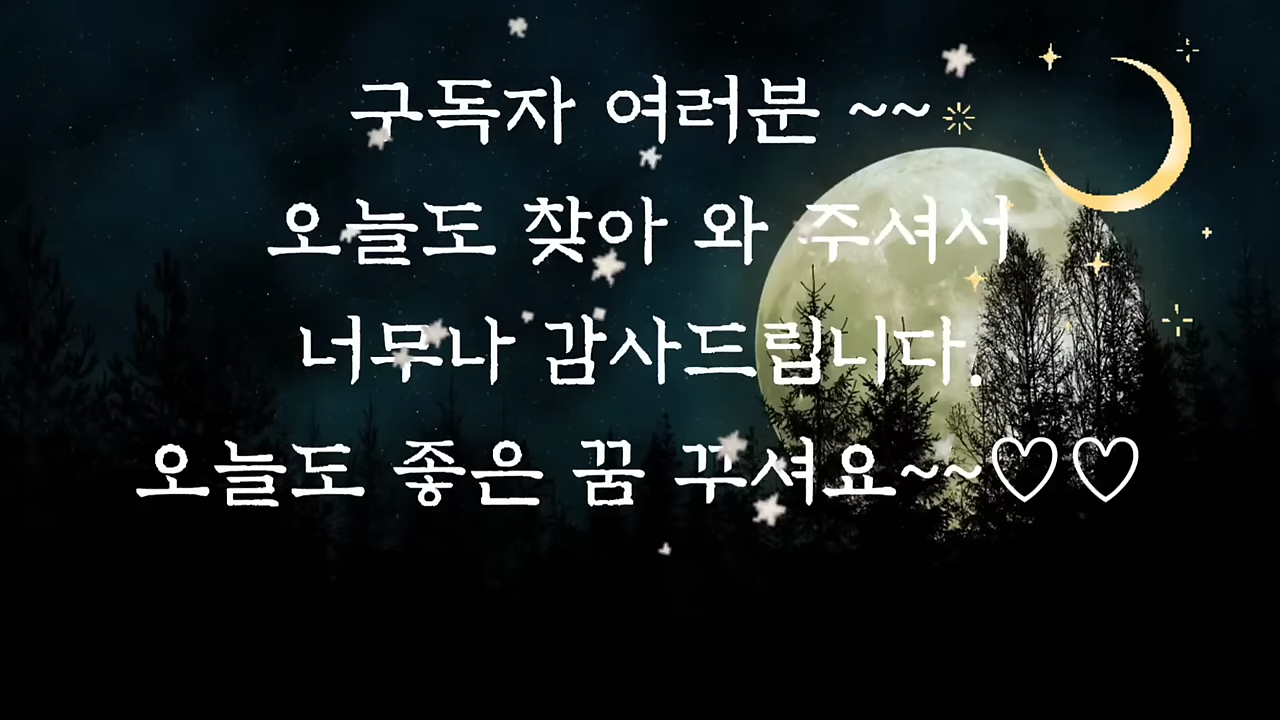 구독자 여러분 ~~
오늘도 찾아 와 주셔서
너무나 감사드립니다.
오늘도 좋은 꿈 꾸셔요~~♡♡